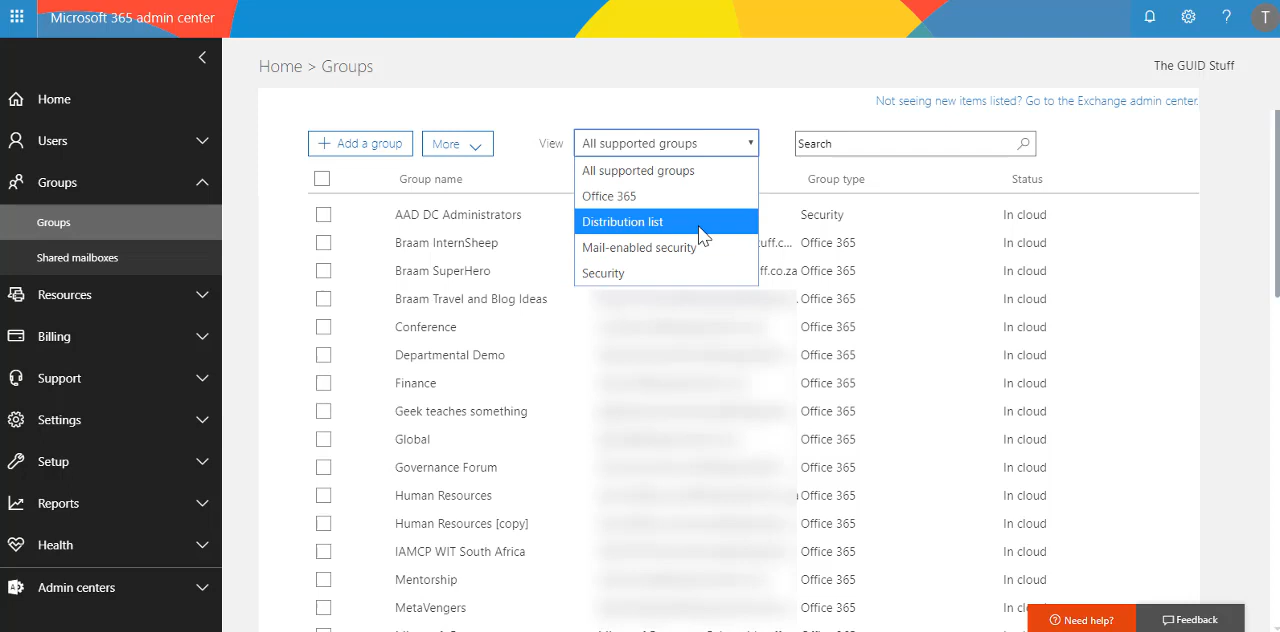 Microsoft 365 admin center
T
Home
Users
Groups
Groups
Shared mailboxes
Resources
Billing
Support
Settings
Setup
Reports
Health
Admin centers
Home > Groups
The GUID Stuff
Not seeing new items listed? Go to the Exchange admin center.
+ Add a group
More
View
All supported groups
Search
All supported groups
Office 365
Distribution list
Mail-enabled security
Security
Group name
Group type
Status
AAD DC Administrators Security In cloud
Braam InternSheep tuff.c... Office 365 In cloud
Braam SuperHero ff.co.za Office 365 In cloud
Braam Travel and Blog Ideas Office 365 In cloud
Conference Office 365 In cloud
Departmental Demo Office 365 In cloud
Finance Office 365 In cloud
Geek teaches something Office 365 In cloud
Global Office 365 In cloud
Governance Forum Office 365 In cloud
Human Resources Office 365 In cloud
Human Resources [copy] Office 365 In cloud
IAMCP WIT South Africa Office 365 In cloud
Mentorship Office 365 In cloud
MetaVengers Office 365 In
Need help?
Feedback